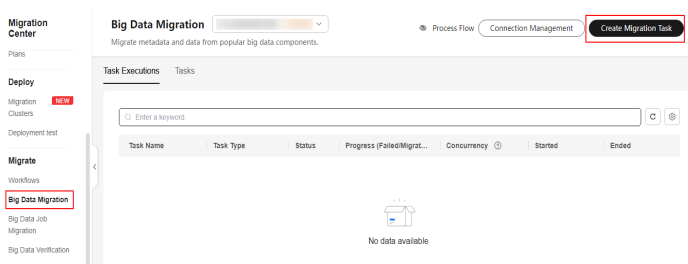 Migration
Center
Plans
Deploy
Migration NEW
Clusters
Deployment test
Migrate
Workflows
Big Data Migration
Big Data Job
Migration
Big Data Verification
Big Data Migration
Process Flow
Connection Management
Create Migration Task
Migrate metadata and data from popular big data components.
Task Executions Tasks
Enter a keyword.
Task Name Task Type Status Progress (Failed/Migrat... Concurrency Started Ended
No data available.